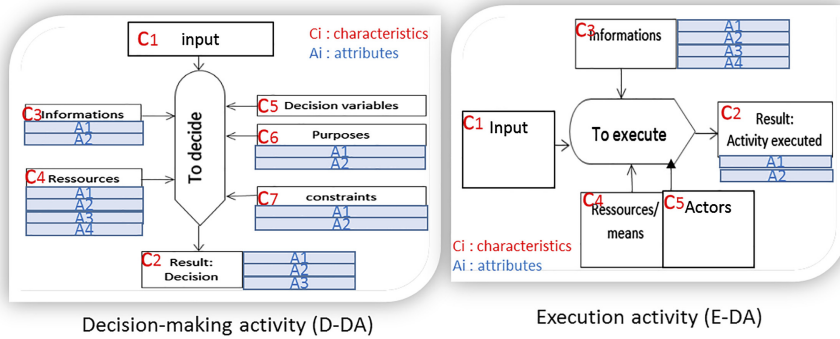 C1 input
Ci : characteristics
Ai : attributes
C3 Informations
A1
A2
C4 Ressources
A1
A2
A3
A4
To decide
C5 Decision variables
C6 Purposes
A1
A2
C7 constraints
A1
A2
C2 Result:
Decision
A1
A2
A3
Decision-making activity (D-DA)
C3 Informations
A1
A2
A3
A4
C1 Input
To execute
C2 Result:
Activity executed
A1
A2
C4 Ressources/
means
C5 Actors
Ci : characteristics
Ai : attributes
Execution activity (E-DA)